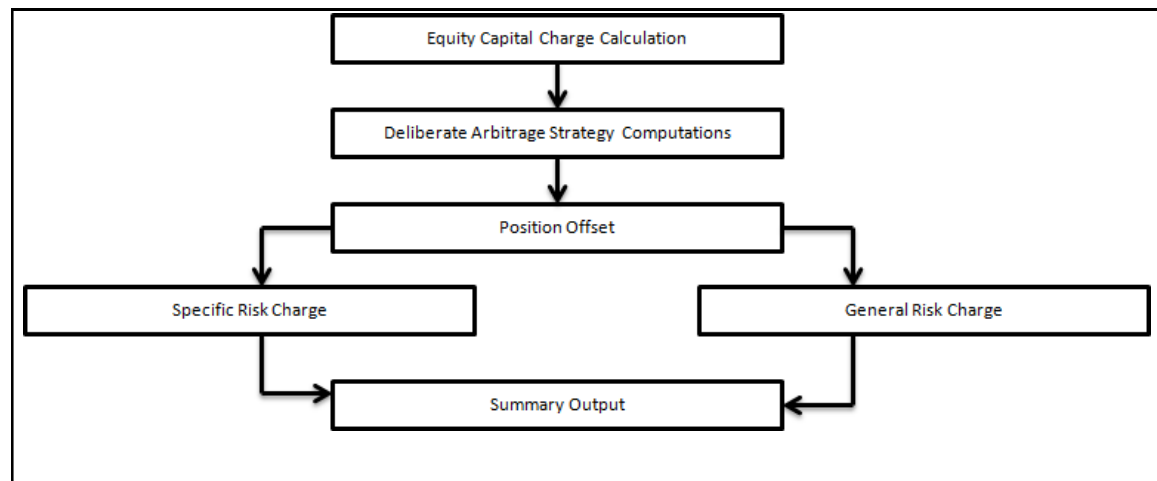 Equity Capital Charge Calculation
Deliberate Arbitrage Strategy Computations
Position Offset
Specific Risk Charge
General Risk Charge
Summary Output